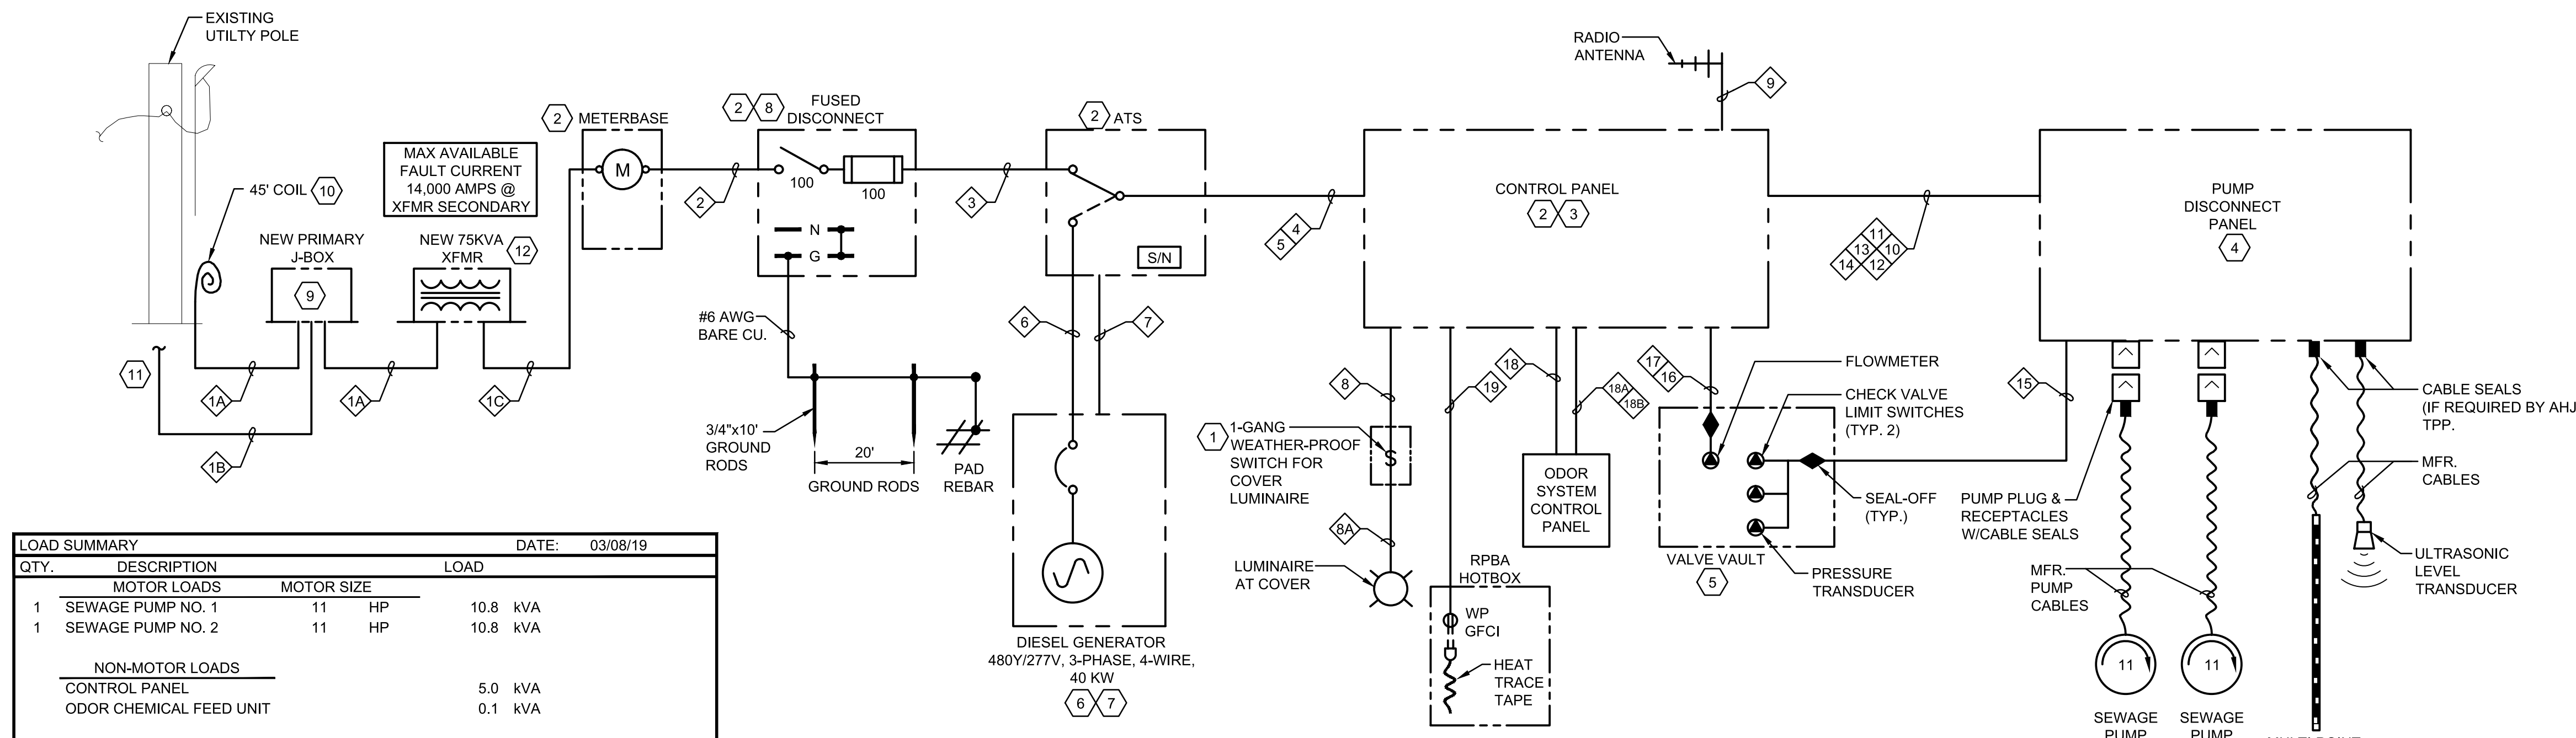 EXISTING
UTILTY POLE
45' COIL 10
NEW PRIMARY
J-BOX
9
11
1A
1B
1A
1C
MAX AVAILABLE
FAULT CURRENT
14,000 AMPS @
XFMR SECONDARY
NEW 75KVA
XFMR
12
2 METERBASE
M
2
2 8
FUSED
DISCONNECT
100
100
N
G
3
#6 AWG
BARE CU.
3/4"x10'
GROUND
RODS
20'
GROUND RODS
PAD
REBAR
2 ATS
S/N
6
7
DIESEL GENERATOR
480Y/277V, 3-PHASE, 4-WIRE,
40 KW
6 7
4
5
RADIO
ANTENNA
9
CONTROL PANEL
2 3
8
1
1-GANG
WEATHER-PROOF
SWITCH FOR
COVER
LUMINAIRE
S
8A
LUMINAIRE
AT COVER
19
RPBA
HOTBOX
WP
GFCI
HEAT
TRACE
TAPE
18
18A
18B
ODOR
SYSTEM
CONTROL
PANEL
17
16
FLOWMETER
CHECK VALVE
LIMIT SWITCHES
(TYP. 2)
SEAL-OFF
(TYP.)
VALVE VAULT
5
PRESSURE
TRANSDUCER
11
13 10
14 12
PUMP
DISCONNECT
PANEL
4
15
PUMP PLUG &
RECEPTACLES
W/CABLE SEALS
MFR.
PUMP
CABLES
11
11
SEWAGE
PUMP
SEWAGE
PUMP
CABLE SEALS
(IF REQUIRED BY AHJ
TPP.
MFR.
CABLES
ULTRASONIC
LEVEL
TRANSDUCER
LOAD SUMMARY DATE: 03/08/19
QTY. DESCRIPTION LOAD
MOTOR LOADS MOTOR SIZE
1 SEWAGE PUMP NO. 1 11 HP 10.8 kVA
1 SEWAGE PUMP NO. 2 11 HP 10.8 kVA
NON-MOTOR LOADS
CONTROL PANEL 5.0 kVA
ODOR CHEMICAL FEED UNIT 0.1 kVA